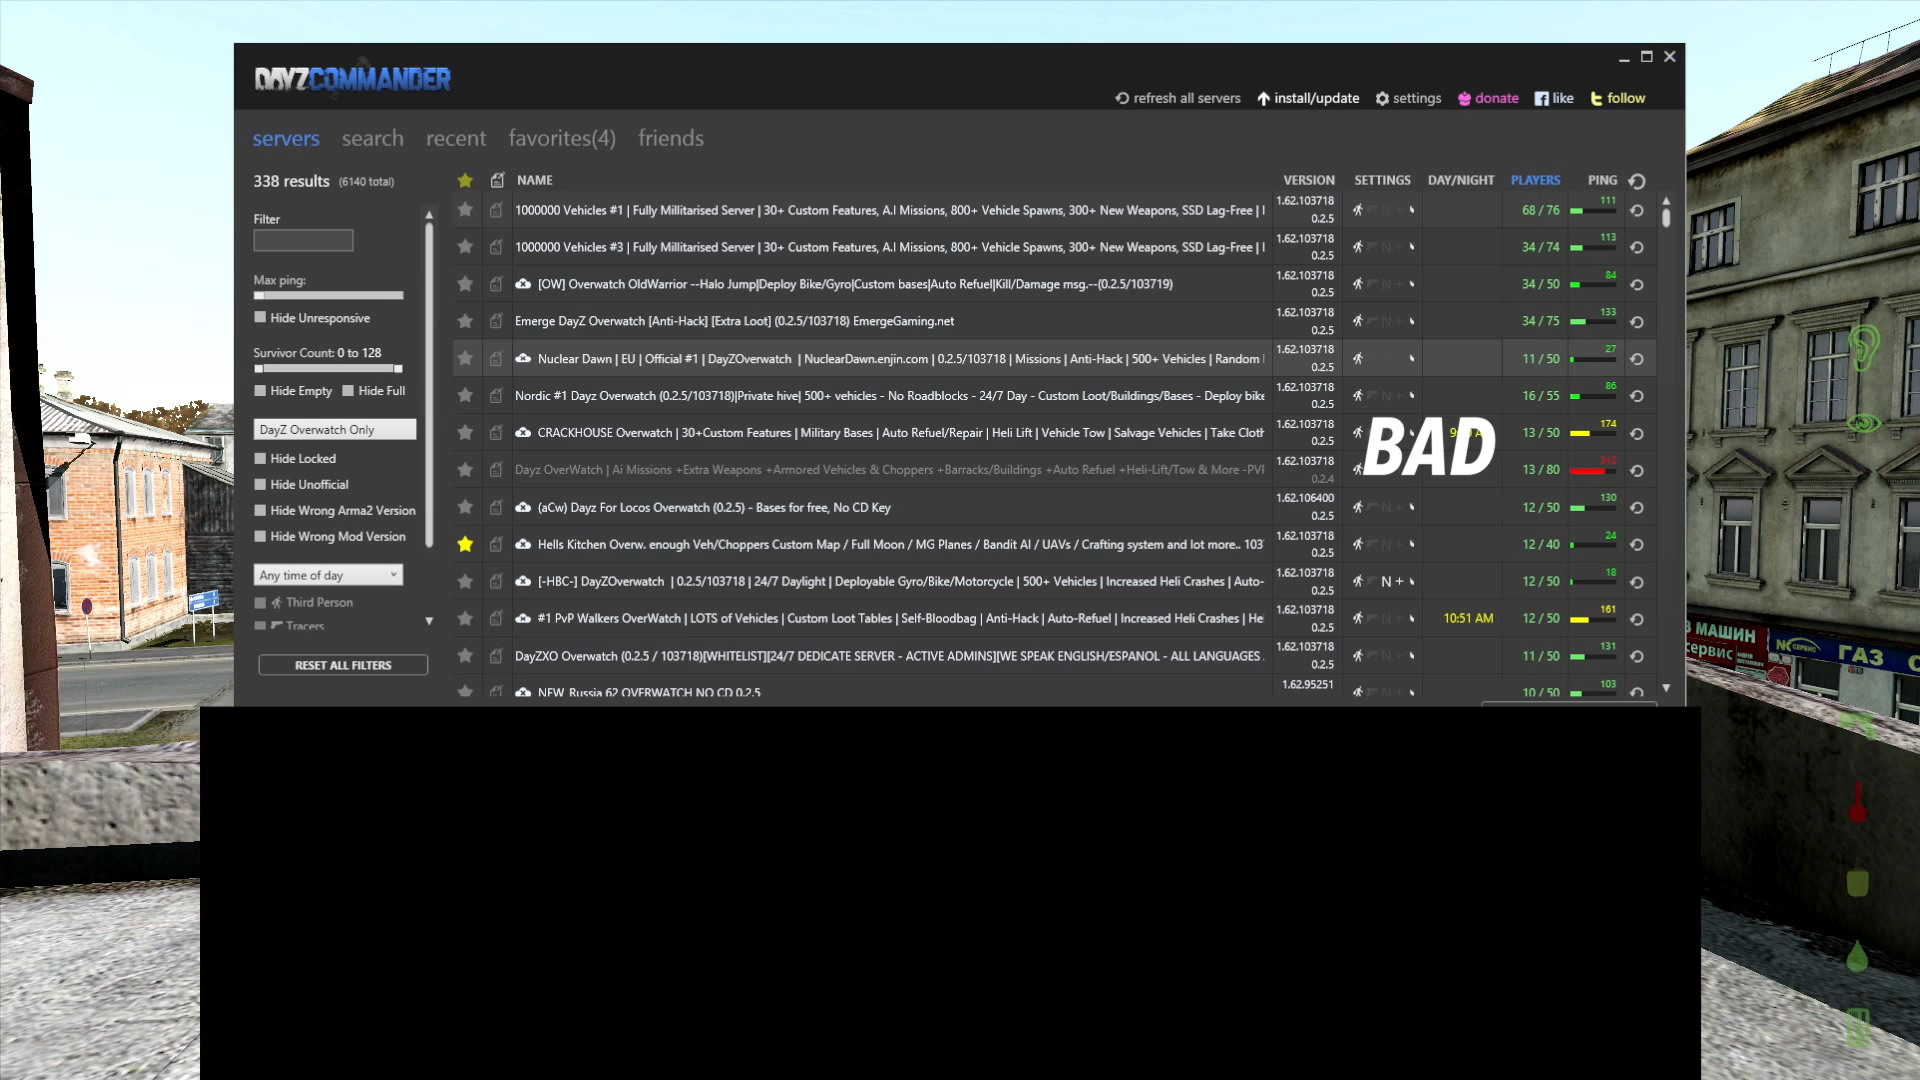 DAYZCOMMANDER
refresh all servers install/update settings donate like follow
servers search recent favorites(4) friends
338 results (6140 total)
Filter
Max ping:
Hide Unresponsive
Survivor Count: 0 to 128
Hide Empty Hide Full
DayZ Overwatch Only
Hide Locked
Hide Unofficial
Hide Wrong Arma2 Version
Hide Wrong Mod Version
Any time of day
Third Person
Tracers
RESET ALL FILTERS
NAME VERSION SETTINGS DAY/NIGHT PLAYERS PING
1000000 Vehicles #1 | Fully Millitarised Server | 30+ Custom Features, A.I Missions, 800+ Vehicle Spawns, 300+ New Weapons, SSD Lag-Free | 1.62.103718 0.2.5 N + 68 / 76 111
1000000 Vehicles #3 | Fully Millitarised Server | 30+ Custom Features, A.I Missions, 800+ Vehicle Spawns, 300+ New Weapons, SSD Lag-Free | 1.62.103718 0.2.5 N + 34 / 74 113
[OW] Overwatch OldWarrior --Halo Jump|Deploy Bike/Gyro|Custom bases|Auto Refuel|Kill/Damage msg.--(0.2.5/103719) 1.62.103718 0.2.5 N + 34 / 50 84
Emerge DayZ Overwatch [Anti-Hack] [Extra Loot] (0.2.5/103718) EmergeGaming.net 1.62.103718 0.2.5 N + 34 / 75 133
Nuclear Dawn | EU | Official #1 | DayZOverwatch | NuclearDawn.enjin.com | 0.2.5/103718 | Missions | Anti-Hack | 500+ Vehicles | Random 1.62.103718 0.2.5 11 / 50 27
Nordic #1 Dayz Overwatch (0.2.5/103718)|Private hive| 500+ vehicles - No Roadblocks - 24/7 Day - Custom Loot/Buildings/Bases - Deploy bike 1.62.103718 0.2.5 N + 16 / 55 86
CRACKHOUSE Overwatch | 30+Custom Features | Military Bases | Auto Refuel/Repair | Heli Lift | Vehicle Tow | Salvage Vehicles | Take Cloth 1.62.103718 0.2.5 13 / 50 174
BAD
Dayz OverWatch | Ai Missions +Extra Weapons +Armored Vehicles & Choppers +Barracks/Buildings +Auto Refuel +Heli-Lift/Tow & More -PVP 1.62.103718 0.2.4 13 / 80 312
(aCw) Dayz For Locos Overwatch (0.2.5) - Bases for free, No CD Key 1.62.106400 0.2.5 N + 12 / 50 130
Hells Kitchen Overw. enough Veh/Choppers Custom Map / Full Moon / MG Planes / Bandit AI / UAVs / Crafting system and lot more.. 103 1.62.103718 0.2.5 N + 12 / 40 24
[-HBC-] DayZOverwatch | 0.2.5/103718 | 24/7 Daylight | Deployable Gyro/Bike/Motorcycle | 500+ Vehicles | Increased Heli Crashes | Auto- 1.62.103718 0.2.5 N + 12 / 50 18
#1 PvP Walkers OverWatch | LOTS of Vehicles | Custom Loot Tables | Self-Bloodbag | Anti-Hack | Auto-Refuel | Increased Heli Crashes | He 1.62.103718 0.2.5 N + 10:51 AM 12 / 50 161
DayZXO Overwatch (0.2.5 / 103718)[WHITELIST][24/7 DEDICATE SERVER - ACTIVE ADMINS][WE SPEAK ENGLISH/ESPANOL - ALL LANGUAGES 1.62.103718 0.2.5 N + 11 / 50 131
NEW Russia 62 OVERWATCH NO CD 0.2.5 1.62.95251 N + 10 / 50 103
МАШИН
сервис
NK СЕРВИС ГАЗ